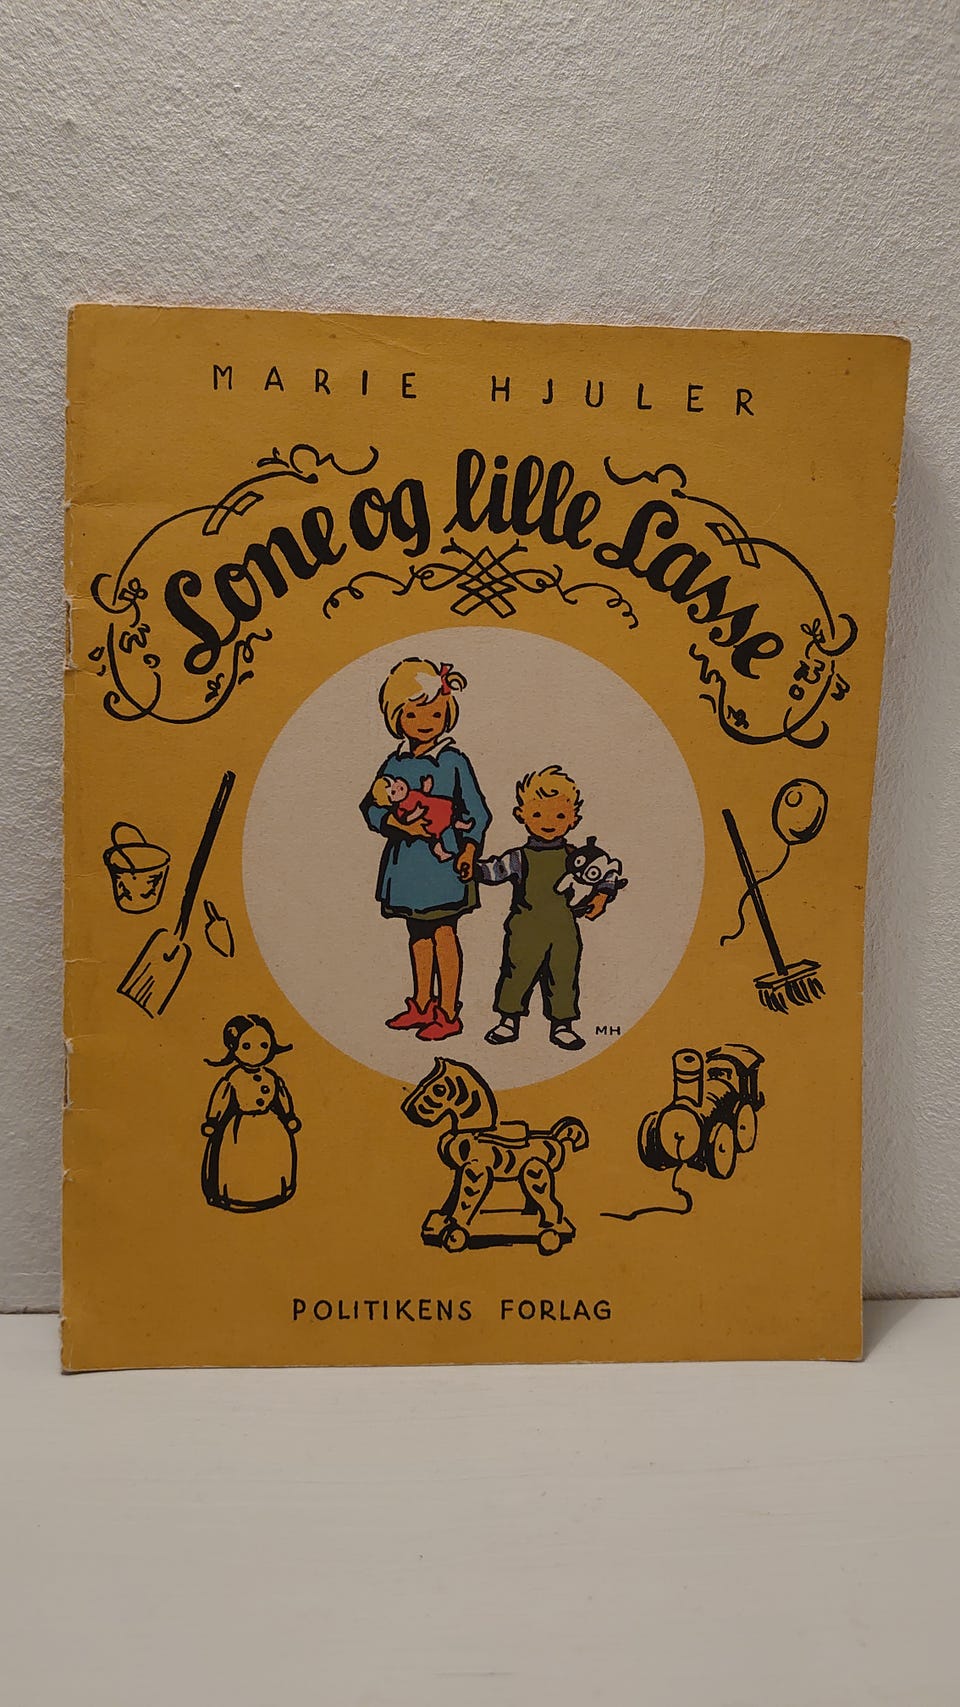 MARIE HJULER
Lone og lille Lasse
MH
POLITIKENS FORLAG